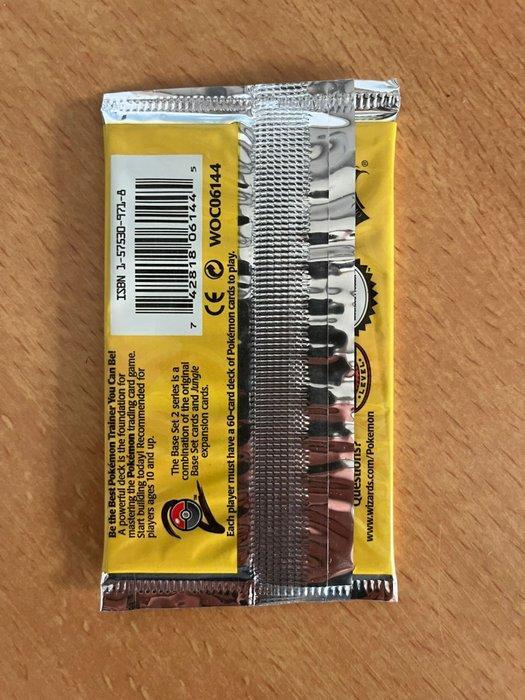 Be the Best Pokémon Trainer You Can Be!
A powerful deck is the foundation for
mastering the Pokémon trading card game.
start building today! Recommended for
players ages 10 and up.
The Base Set 2 series is a
combination of the original
Base Set cards and Jungle
expansion cards.
Each player must have a 60-card deck of Pokémon cards to play.
ISBN 1-57530-971-8
7 42818 06144 5
CE WOC06144
LEVEL
Questions?
www.wizards.com/Pokemon
®